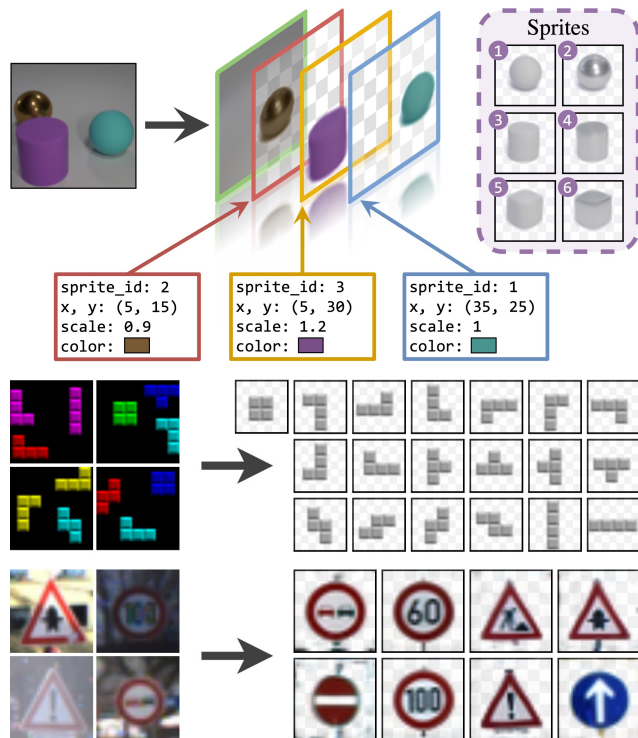 Sprites
1
2
3
4
5
6
sprite_id: 2
x, y: (5, 15)
scale: 0.9
color:
sprite_id: 3
x, y: (5, 30)
scale: 1.2
color:
sprite_id: 1
x, y: (35, 25)
scale: 1
color:
100
60
!
!
100